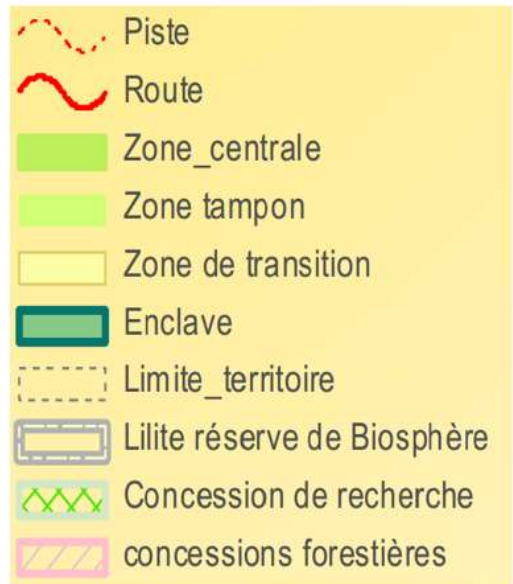 Piste
Route
Zone_centrale
Zone tampon
Zone de transition
Enclave
Limite_territoire
Lilite réserve de Biosphère
Concession de recherche
concessions forestières